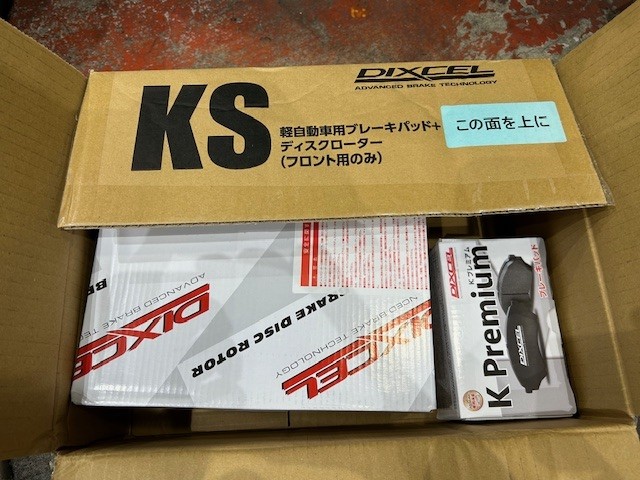 DIXCEL
ADVANCED BRAKE TECHNOLOGY
KS
軽自動車用ブレーキパッド+
ディスクローター
(フロント用のみ)
この面を上に
DIXCEL
ADVANCED BRAKE TECHN
BRAKE DISC ROTOR
DIXCEL
NCED BRAKE TECHNOLOGY
DIXCEL
K プレミアム
K Premium
ブレーキパッド
DIXCEL